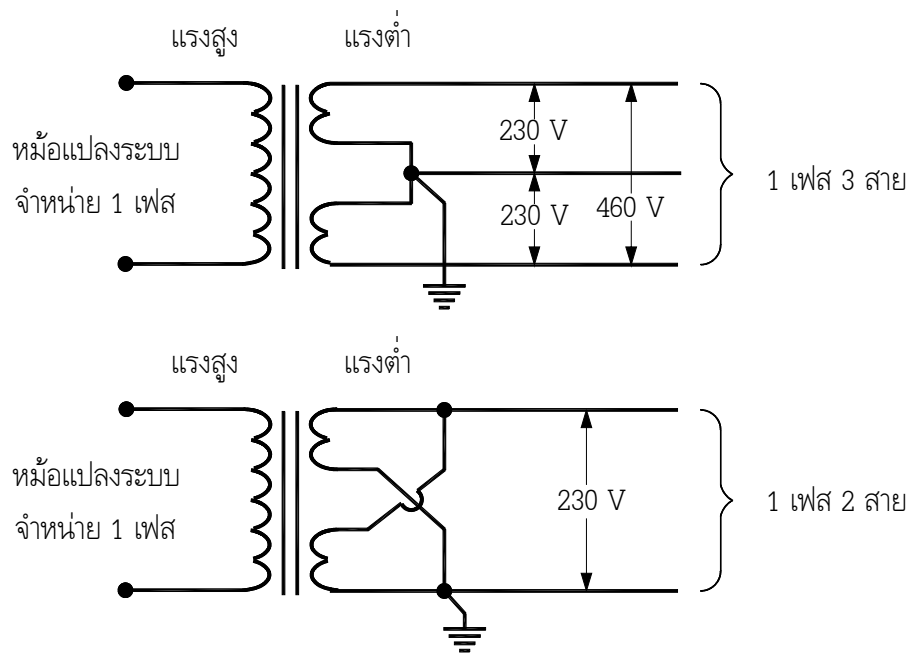 แรงสูง แรงต่ำ
230 V
หม้อแปลงระบบ
จำหน่าย 1 เฟส
230 V 460 V
1 เฟส 3 สาย
แรงสูง แรงต่ำ
หม้อแปลงระบบ
จำหน่าย 1 เฟส
230 V
1 เฟส 2 สาย